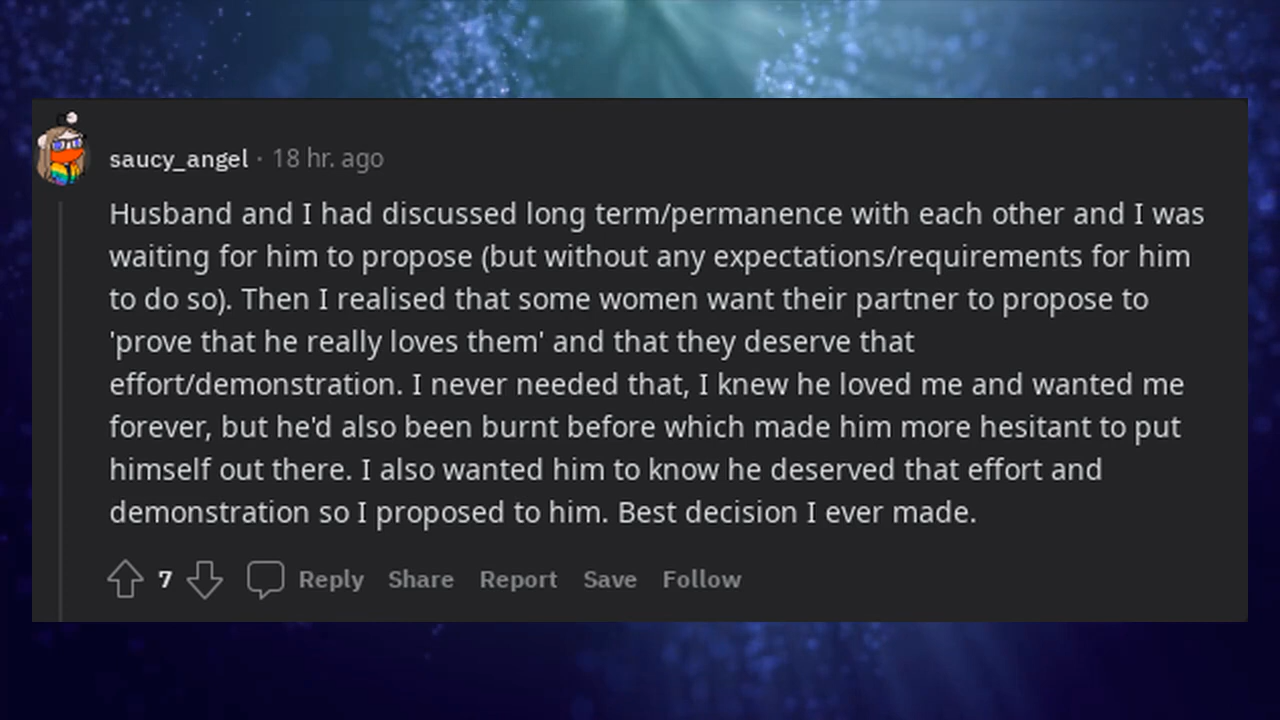 saucy_angel · 18 hr. ago
Husband and I had discussed long term/permanence with each other and I was
waiting for him to propose (but without any expectations/requirements for him
to do so). Then I realised that some women want their partner to propose to
'prove that he really loves them' and that they deserve that
effort/demonstration. I never needed that, I knew he loved me and wanted me
forever, but he'd also been burnt before which made him more hesitant to put
himself out there. I also wanted him to know he deserved that effort and
demonstration so I proposed to him. Best decision I ever made.
7 Reply Share Report Save Follow